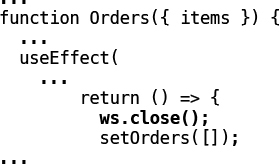 ...
function Orders({ items }) {
  ...
  useEffect(
    ...
        return () => {
          ws.close();
          setOrders([]);
...